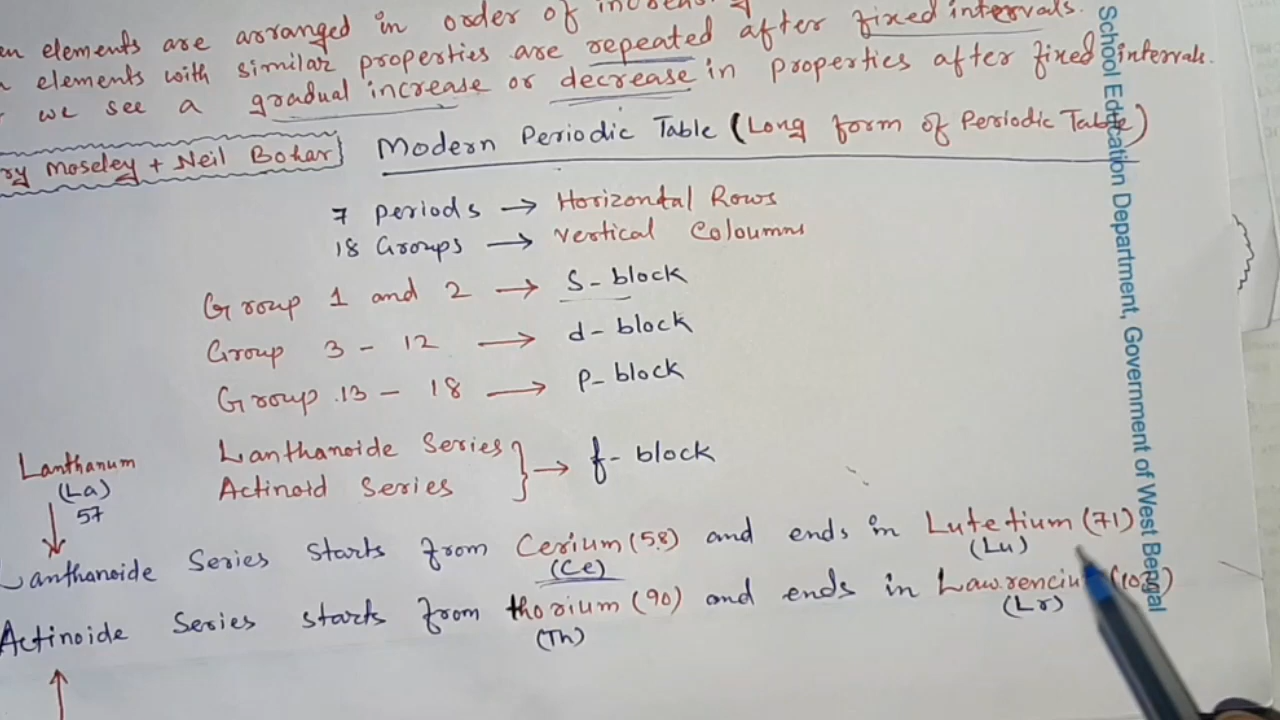 en elements are arranged in order of
elements with similar properties are repeated after fixed intervals.
we see a gradual increase or decrease in properties after fixed intervals.
ry Moseley + Neil Bohar
Modern Periodic Table (Long form of Periodic Table)
7 Periods → Horizontal Rows
18 Groups → Vertical Coloumns
Group 1 and 2 → S-block
Group 3 - 12 → d-block
Group 13 - 18 → p-block
Lanthanoide Series
Actinoid Series
} → f-block
Lanthanum
(La)
57
Lanthanoide Series starts from Cerium (58) and ends in Lutetium (71)
(Ce)
(Lu)
Actinoide Series starts from thorium (90) and ends in
(Th)
(Lr)
School Education Department, Government of West Bengal